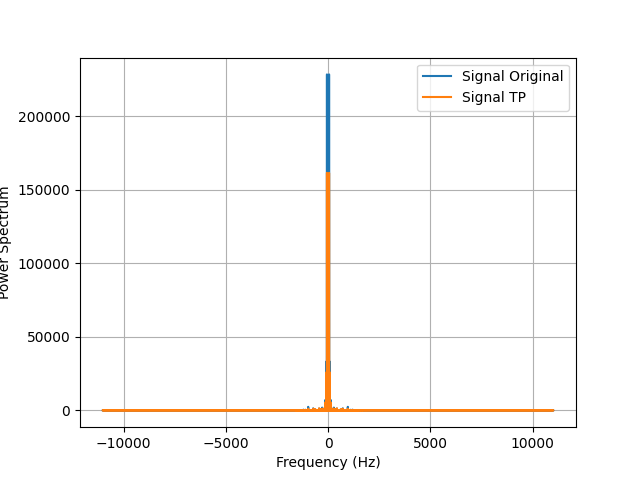 Signal Original
Signal TP
200000
150000
100000
50000
0
Power Spectrum
−10000
−5000
0
5000
10000
Frequency (Hz)